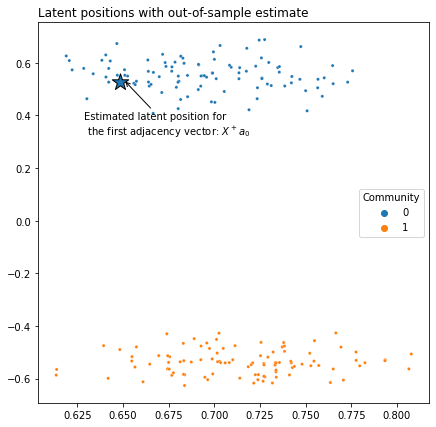 Latent positions with out-of-sample estimate
0.6
0.4
0.2
0.0
−0.2
−0.4
−0.6
Estimated latent position for
the first adjacency vector: X⁺a₀
Community
0
1
0.625 0.650 0.675 0.700 0.725 0.750 0.775 0.800